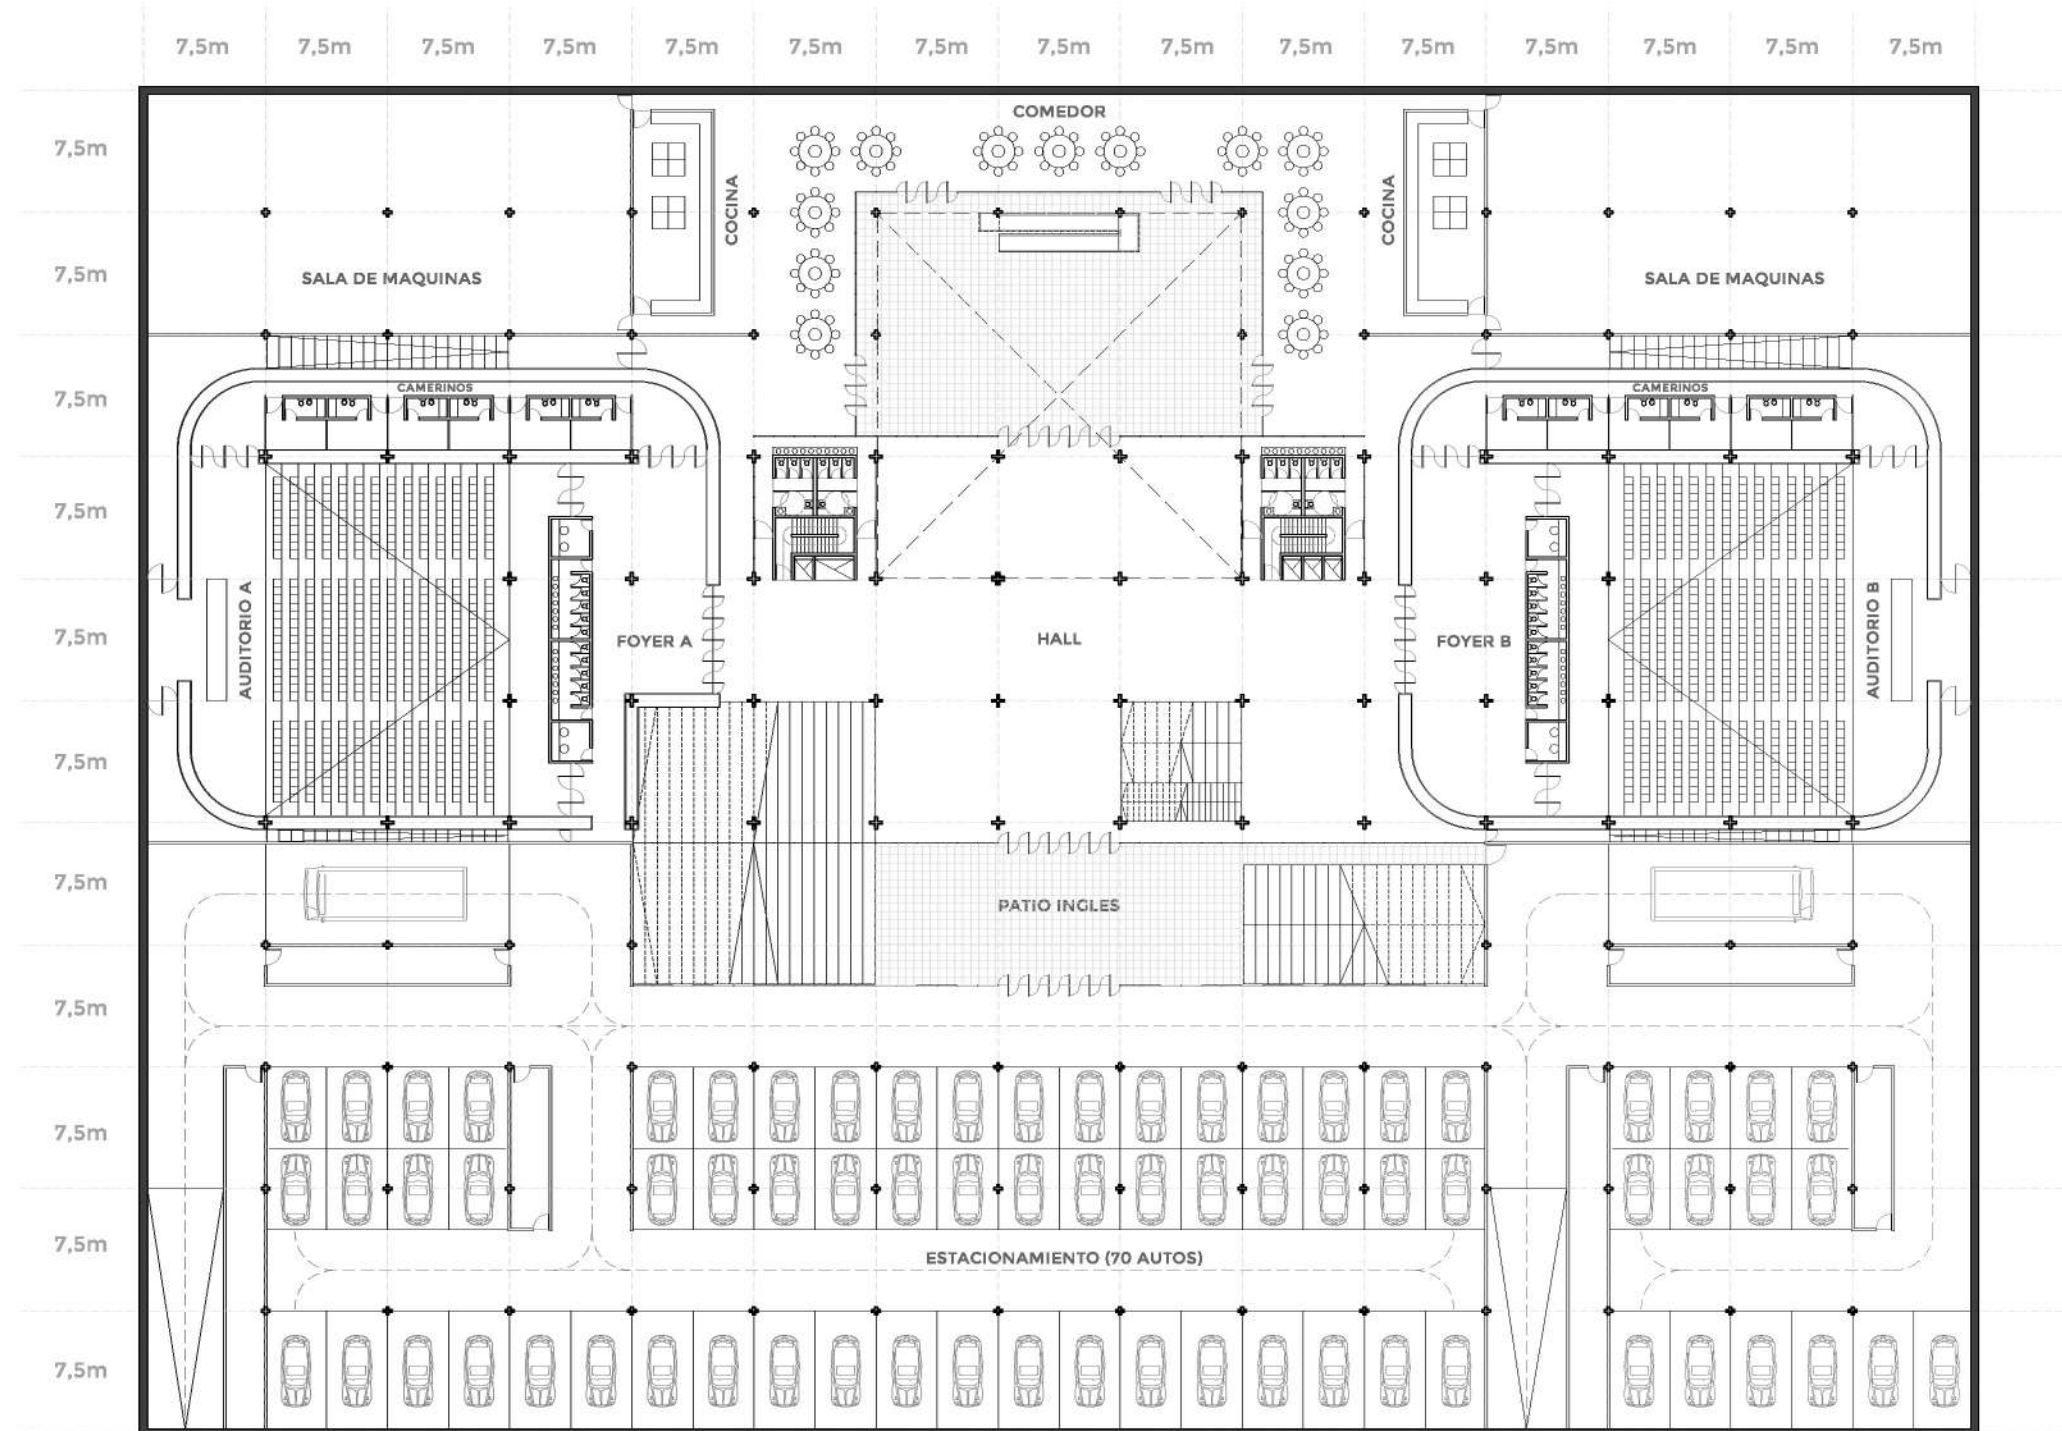 7,5m 7,5m 7,5m 7,5m 7,5m 7,5m 7,5m 7,5m 7,5m 7,5m 7,5m 7,5m 7,5m 7,5m 7,5m
COMEDOR
7,5m
COCINA
COCINA
7,5m
SALA DE MAQUINAS
SALA DE MAQUINAS
CAMERINOS
CAMERINOS
7,5m
7,5m
AUDITORIO A
FOYER A
HALL
FOYER B
AUDITORIO B
7,5m
7,5m
7,5m
PATIO INGLES
7,5m
7,5m
7,5m
ESTACIONAMIENTO (70 AUTOS)
7,5m